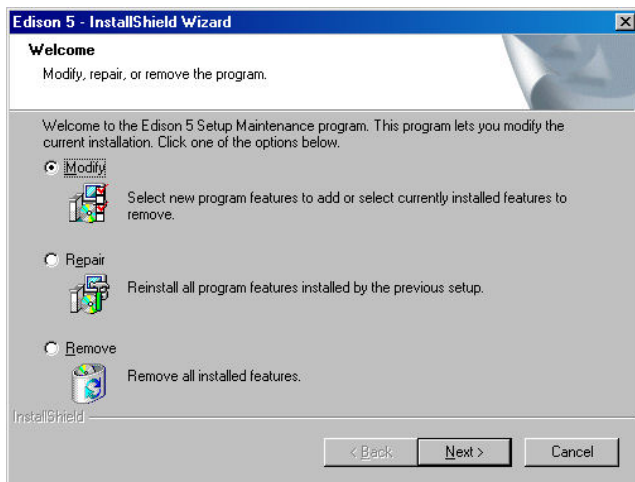 Edison 5 - InstallShield Wizard
Welcome
Modify, repair, or remove the program.
Welcome to the Edison 5 Setup Maintenance program. This program lets you modify the
current installation. Click one of the options below.
Modify
Select new program features to add or select currently installed features to
remove.
Repair
Reinstall all program features installed by the previous setup.
Remove
Remove all installed features.
InstallShield
< Back
Next >
Cancel